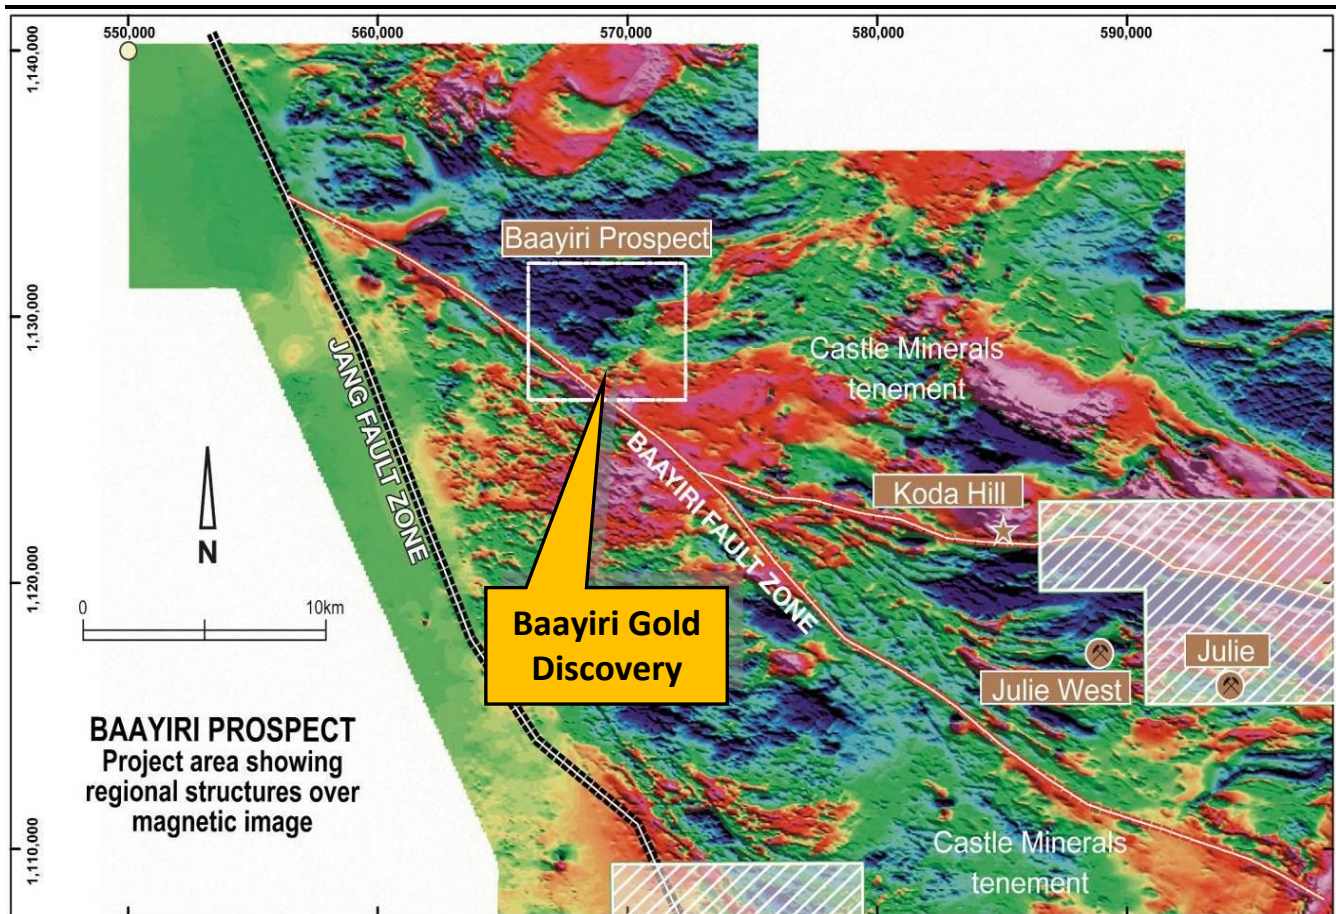 550,000
560,000
570,000
580,000
590,000
1,140,000
1,130,000
1,120,000
1,110,000
Baayiri Prospect
Castle Minerals
tenement
JANG FAULT ZONE
BAAYIRI FAULT ZONE
Koda Hill
N
0
10km
Baayiri Gold
Discovery
Julie West
Julie
BAAYIRI PROSPECT
Project area showing
regional structures over
magnetic image
Castle Minerals
tenement